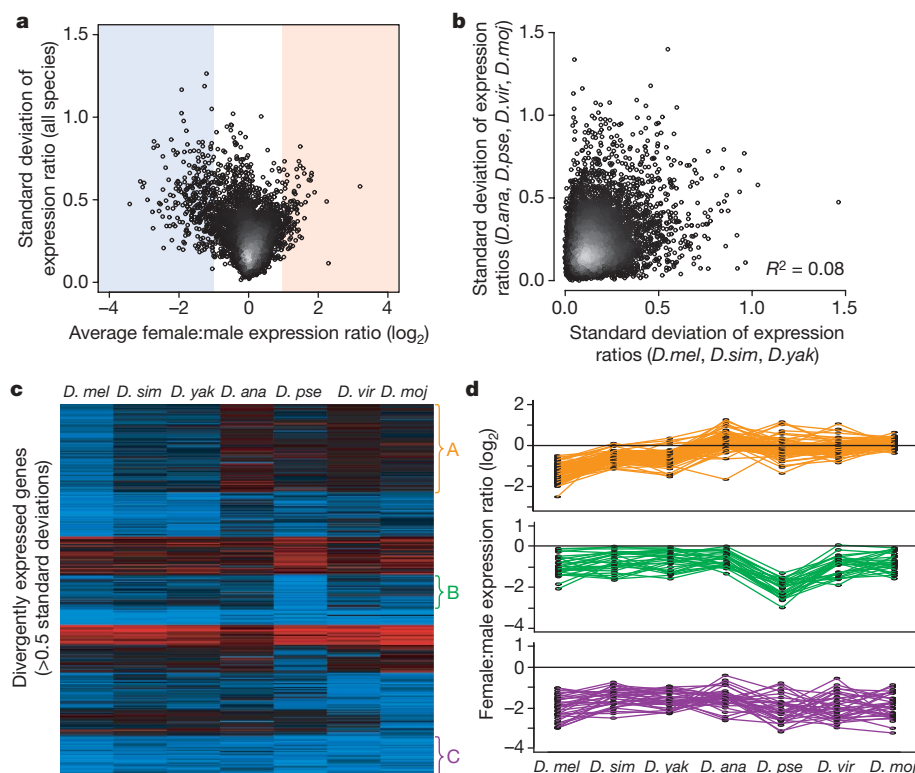 a
Standard deviation of
expression ratio (all species)
1.5
1.0
0.5
0.0
−4
−2
0
2
4
Average female:male expression ratio (log2)
b
Standard deviation of expression
ratios (D.ana, D.pse, D.vir, D.moj)
1.5
1.0
0.5
0.0
R2 = 0.08
0.0
0.5
1.0
1.5
Standard deviation of expression
ratios (D.mel, D.sim, D.yak)
c
D. mel D. sim D. yak D. ana D. pse D. vir D. moj
Divergently expressed genes
(>0.5 standard deviations)
A
B
C
d
Female:male expression ratio (log2)
2
0
−2
1
0
−2
−4
1
0
−2
−4
D. mel D. sim D. yak D. ana D. pse D. vir D. moj